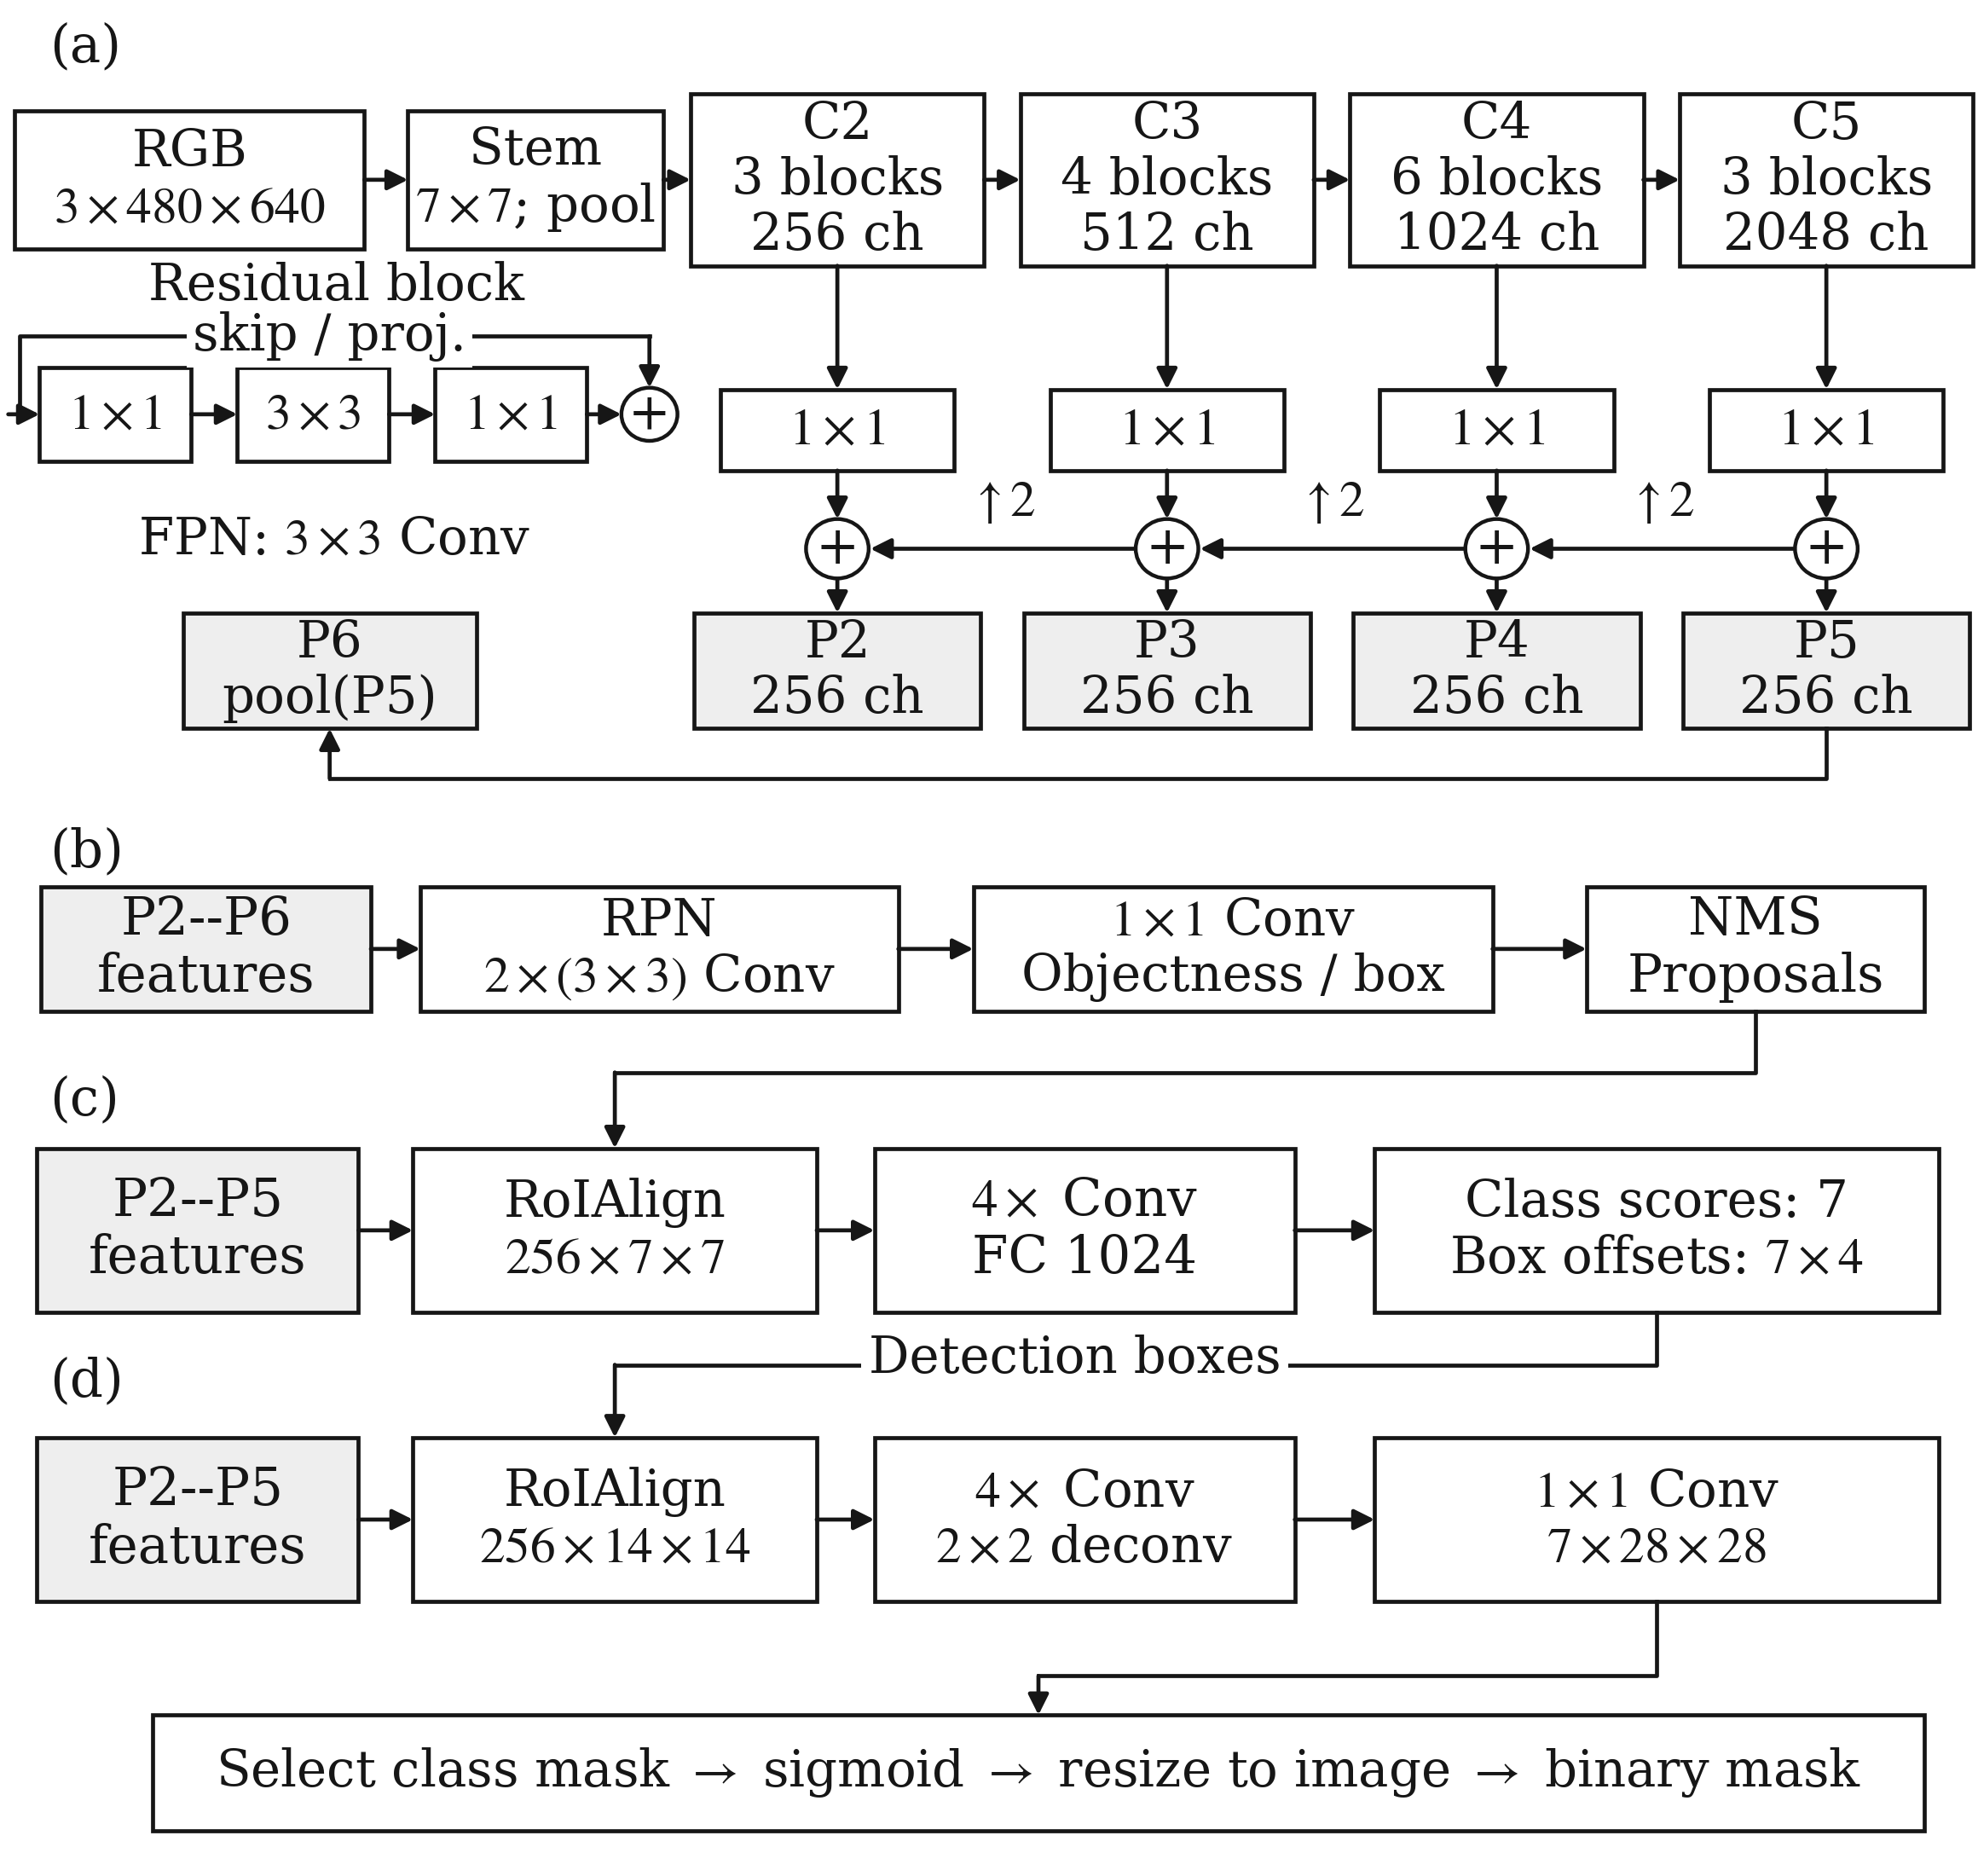 (a)
RGB
3×480×640
Stem
7×7; pool
C2
3 blocks
256 ch
C3
4 blocks
512 ch
C4
6 blocks
1024 ch
C5
3 blocks
2048 ch
Residual block
skip / proj.
1×1
3×3
1×1
+
1×1
1×1
1×1
1×1
↑2
↑2
↑2
FPN: 3×3 Conv
+
+
+
+
P6
pool(P5)
P2
256 ch
P3
256 ch
P4
256 ch
P5
256 ch
(b)
P2--P6
features
RPN
2×(3×3) Conv
1×1 Conv
Objectness / box
NMS
Proposals
(c)
P2--P5
features
RoIAlign
256×7×7
4× Conv
FC 1024
Class scores: 7
Box offsets: 7×4
Detection boxes
(d)
P2--P5
features
RoIAlign
256×14×14
4× Conv
2×2 deconv
1×1 Conv
7×28×28
Select class mask → sigmoid → resize to image → binary mask